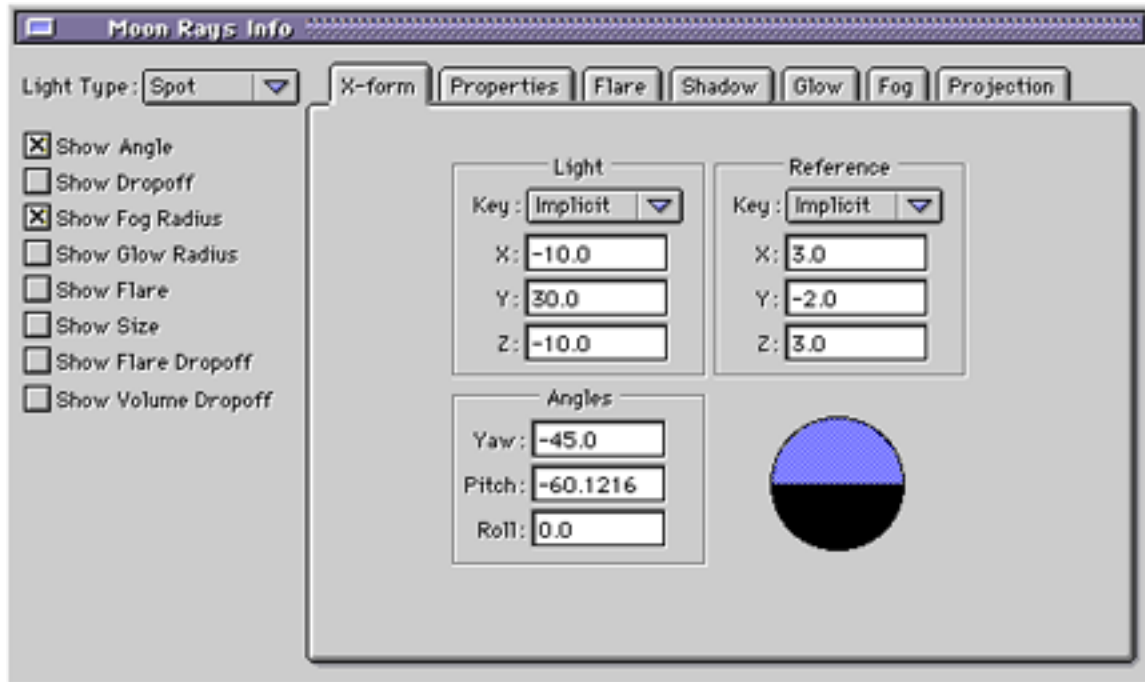 Moon Rays Info
Light Type: Spot
X-form Properties Flare Shadow Glow Fog Projection
Show Angle
Show Dropoff
Show Fog Radius
Show Glow Radius
Show Flare
Show Size
Show Flare Dropoff
Show Volume Dropoff
Light
Key: Implicit
X: -10.0
Y: 30.0
Z: -10.0
Reference
Key: Implicit
X: 3.0
Y: -2.0
Z: 3.0
Angles
Yaw: -45.0
Pitch: -60.1216
Roll: 0.0